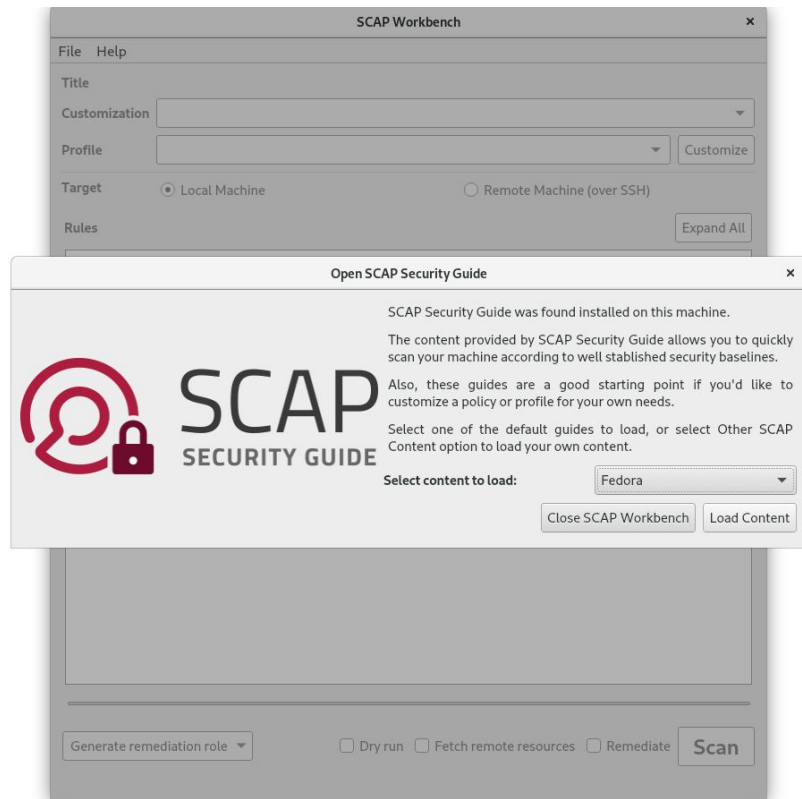 SCAP Workbench ×
File Help
Title
Customization
Profile Customize
Target Local Machine Remote Machine (over SSH)
Rules Expand All
Open SCAP Security Guide ×
SCAP Security Guide was found installed on this machine.
The content provided by SCAP Security Guide allows you to quickly
scan your machine according to well stablished security baselines.
Also, these guides are a good starting point if you'd like to
customize a policy or profile for your own needs.
Select one of the default guides to load, or select Other SCAP
Content option to load your own content.
SCAP
SECURITY GUIDE
Select content to load: Fedora
Close SCAP Workbench Load Content
Generate remediation role Dry run Fetch remote resources Remediate Scan